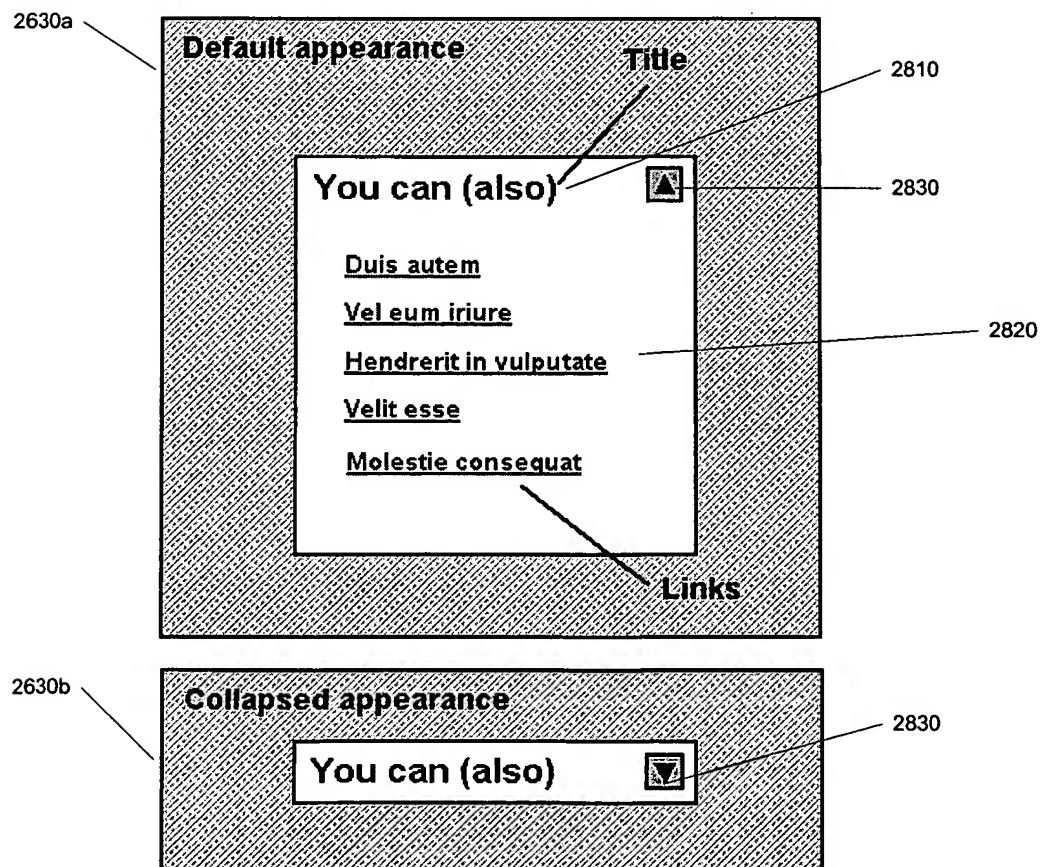 2630a
Default appearance
Title
2810
You can (also)
2830
Duis autem
Vel eum iriure
2820
Hendrerit in vulputate
Velit esse
Molestie consequat
Links
2630b
Collapsed appearance
2830
You can (also)